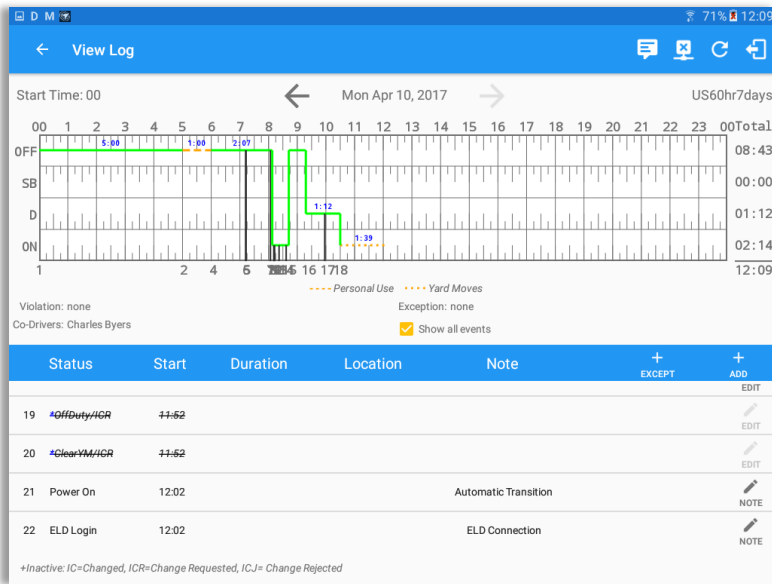 D M 71% 12:09
View Log
Start Time: 00 Mon Apr 10, 2017 US60hr7days
00 1 2 3 4 5 6 7 8 9 10 11 12 13 14 15 16 17 18 19 20 21 22 23 00 Total
OFF 5:00 1:00 2:07 08:43
SB 00:00
D 1:12 01:12
ON 1:39 02:14
1 2 4 6 16 17 18 12:09
Personal Use Yard Moves
Violation: none Exception: none
Co-Drivers: Charles Byers Show all events
Status Start Duration Location Note + EXCEPT + ADD
EDIT
19 *OffDuty/ICR 11:52 EDIT
20 *ClearYM/ICR 11:52 EDIT
21 Power On 12:02 Automatic Transition NOTE
22 ELD Login 12:02 ELD Connection NOTE
+Inactive: IC=Changed, ICR=Change Requested, ICJ= Change Rejected